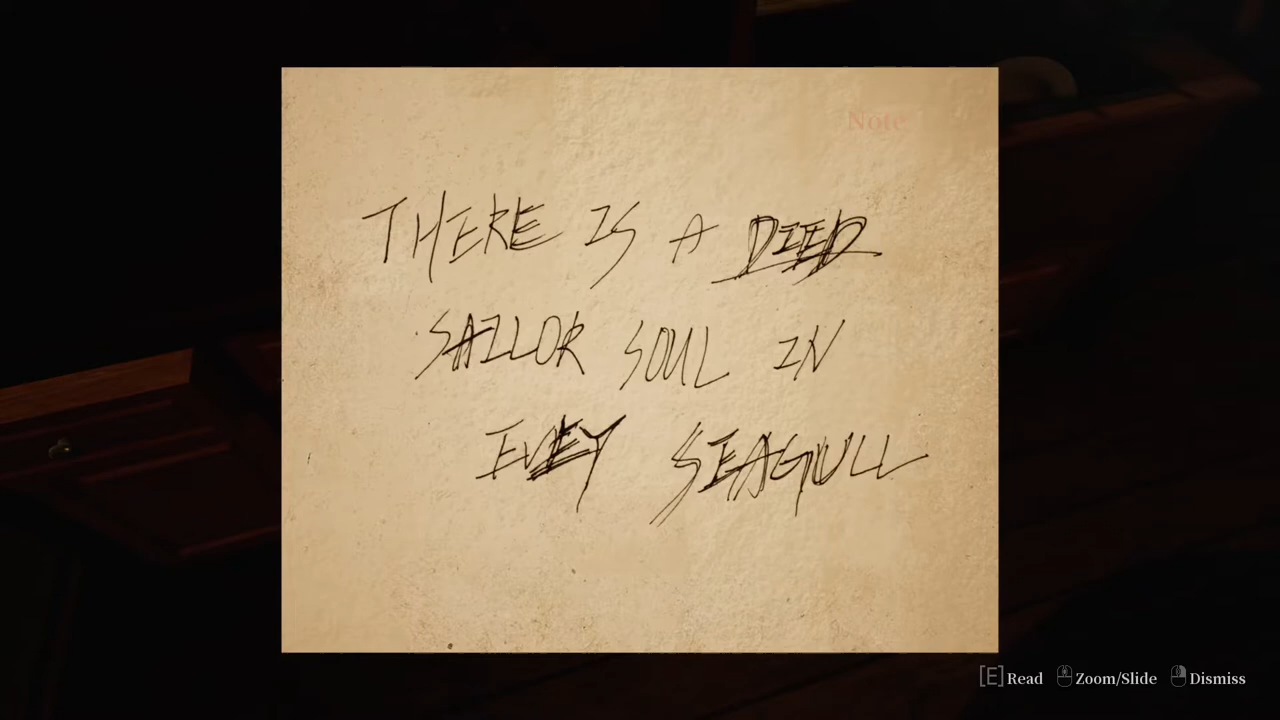 Note
THERE IS A DIED
SAILOR SOUL IN
EVEY SEAGULL
[E] Read Zoom/Slide Dismiss